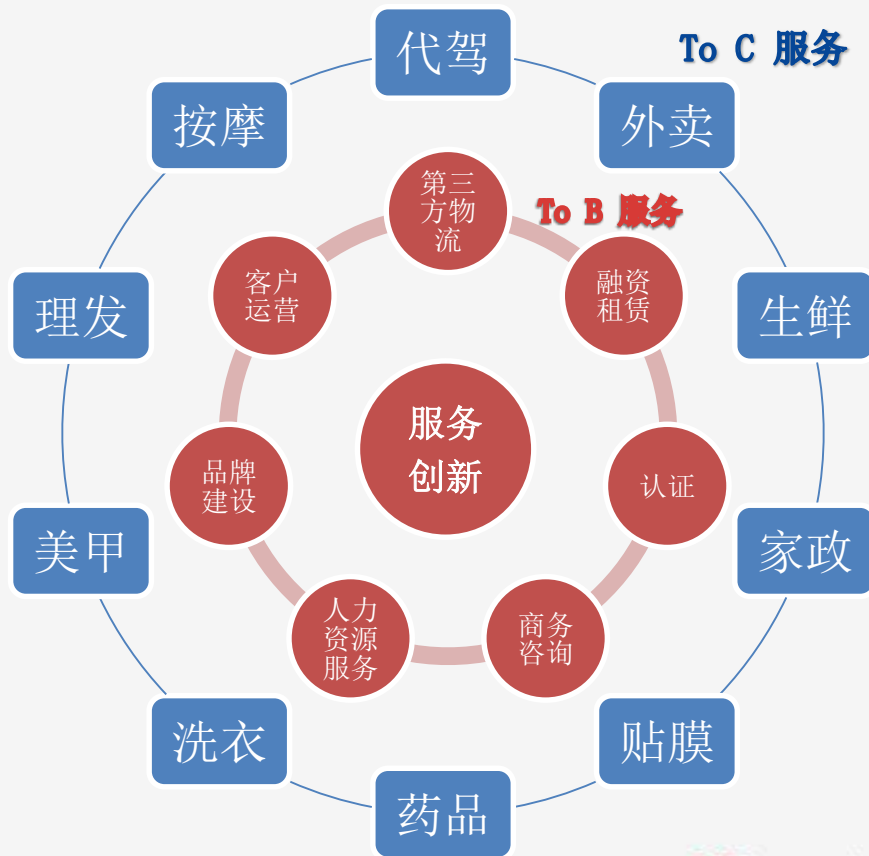 To C 服务
代驾
外卖
生鲜
家政
贴膜
药品
洗衣
美甲
理发
按摩
To B 服务
第三
方物
流
融资
租赁
认证
商务
咨询
人力
资源
服务
品牌
建设
客户
运营
服务
创新